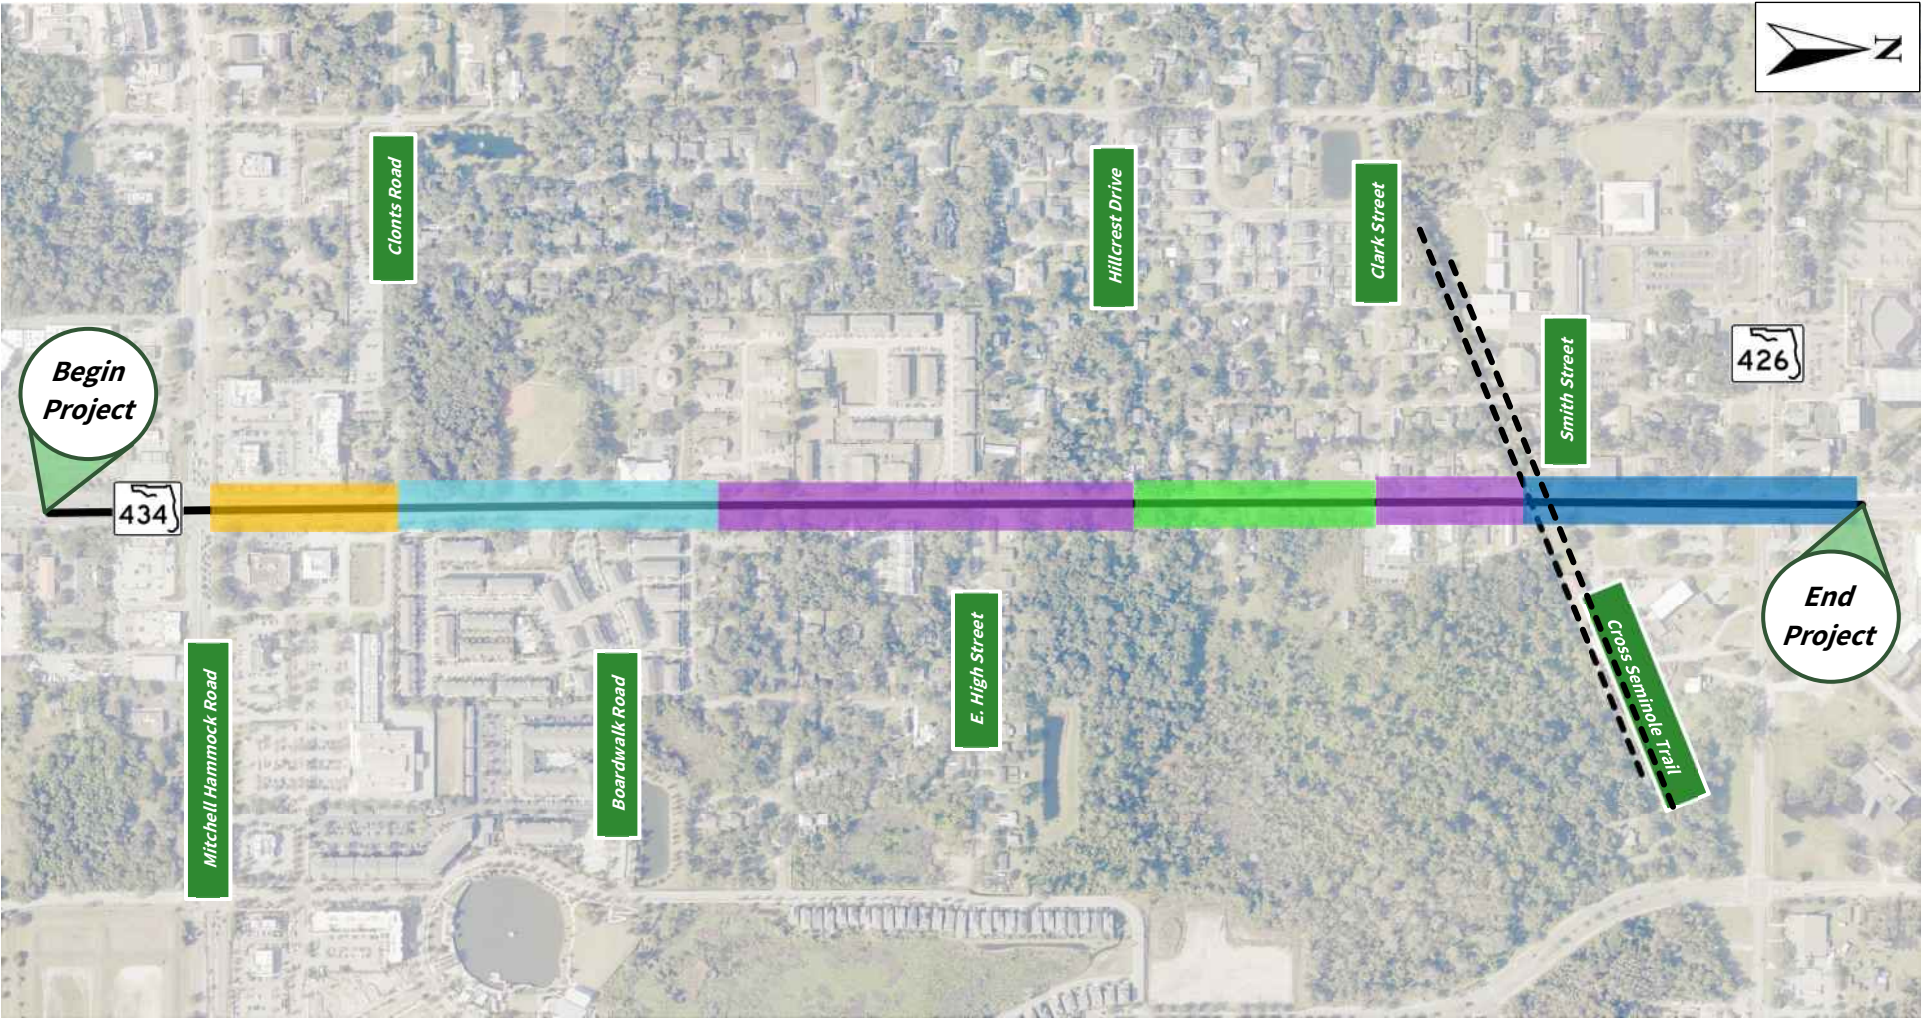 N
Clonts Road
Hillcrest Drive
Clark Street
Smith Street
426
Begin
Project
434
End
Project
Mitchell Hammock Road
Boardwalk Road
E. High Street
Cross Seminole Trail